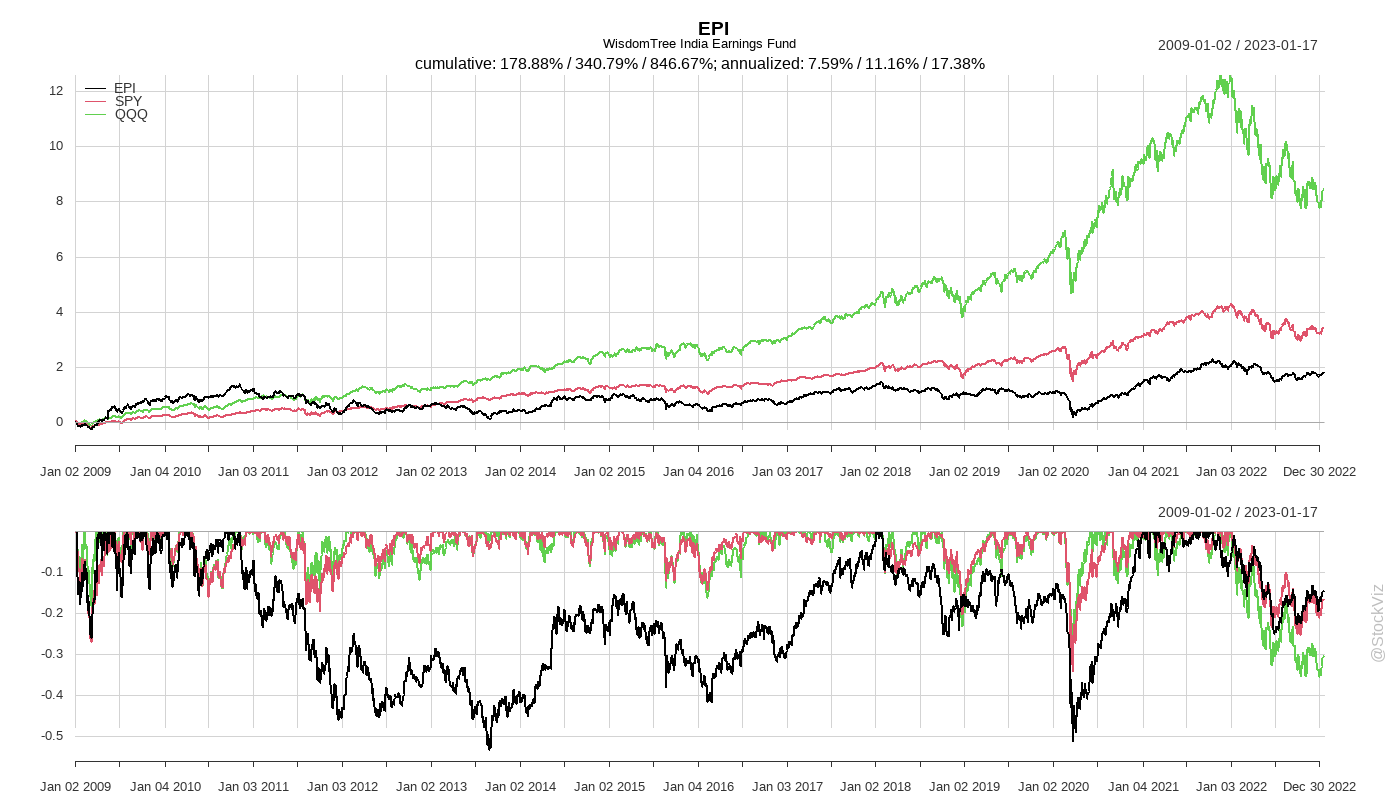 EPI
WisdomTree India Earnings Fund
2009-01-02 / 2023-01-17
cumulative: 178.88% / 340.79% / 846.67%; annualized: 7.59% / 11.16% / 17.38%
EPI
SPY
QQQ
12
10
8
6
4
2
0
Jan 02 2009 Jan 04 2010 Jan 03 2011 Jan 03 2012 Jan 02 2013 Jan 02 2014 Jan 02 2015 Jan 04 2016 Jan 03 2017 Jan 02 2018 Jan 02 2019 Jan 02 2020 Jan 04 2021 Jan 03 2022 Dec 30 2022
2009-01-02 / 2023-01-17
-0.1
-0.2
-0.3
-0.4
-0.5
Jan 02 2009 Jan 04 2010 Jan 03 2011 Jan 03 2012 Jan 02 2013 Jan 02 2014 Jan 02 2015 Jan 04 2016 Jan 03 2017 Jan 02 2018 Jan 02 2019 Jan 02 2020 Jan 04 2021 Jan 03 2022 Dec 30 2022
@StockViz